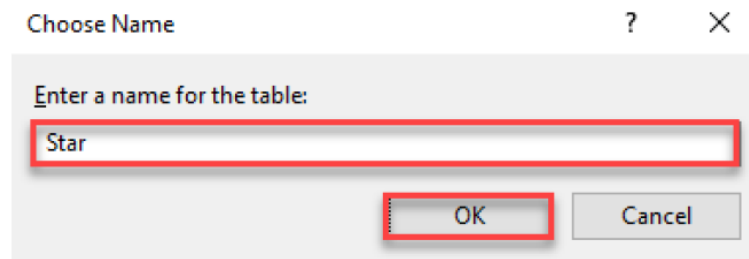 Choose Name ? ×
Enter a name for the table:
Star
OK Cancel